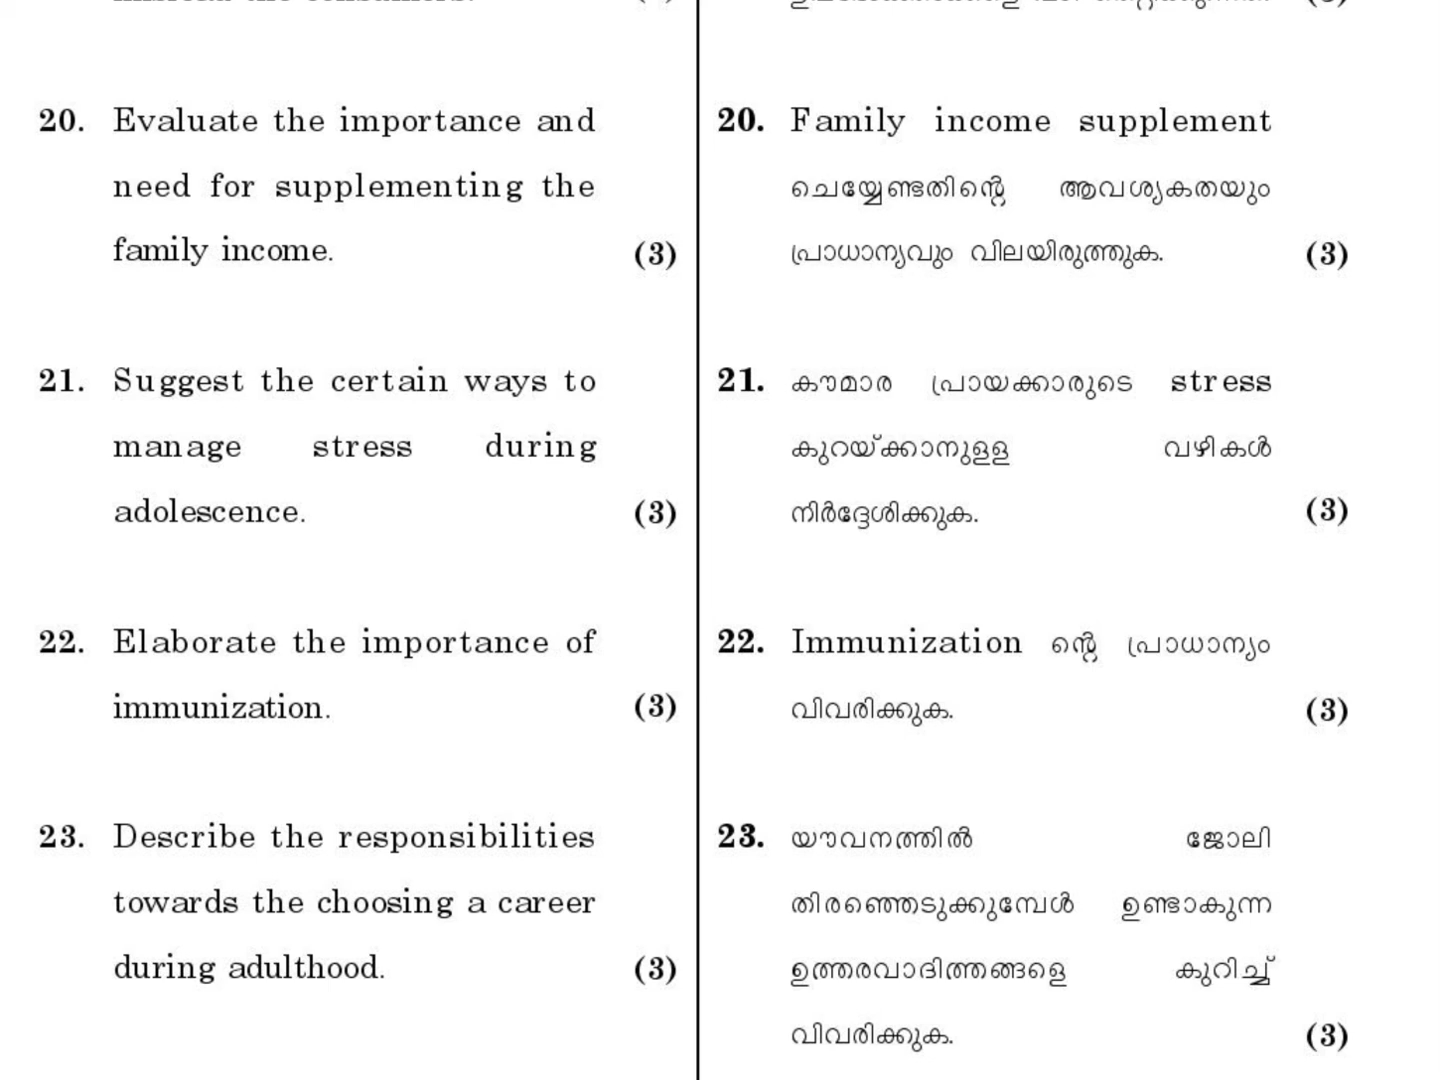 20. Evaluate the importance and
need for supplementing the
family income. (3)
21. Suggest the certain ways to
manage stress during
adolescence. (3)
22. Elaborate the importance of
immunization. (3)
23. Describe the responsibilities
towards the choosing a career
during adulthood. (3)
20. Family income supplement
ചെയ്യേണ്ടതിന്റെ ആവശ്യകതയും
പ്രാധാന്യവും വിലയിരുത്തുക. (3)
21. കൗമാര പ്രായക്കാരുടെ stress
കുറയ്ക്കാനുളള വഴികൾ
നിർദ്ദേശിക്കുക. (3)
22. Immunization ന്റെ പ്രാധാന്യം
വിവരിക്കുക. (3)
23. യൗവനത്തിൽ ജോലി
തിരഞ്ഞെടുക്കുമ്പേൾ ഉണ്ടാകുന്ന
ഉത്തരവാദിത്തങ്ങളെ കുറിച്ച്
വിവരിക്കുക. (3)